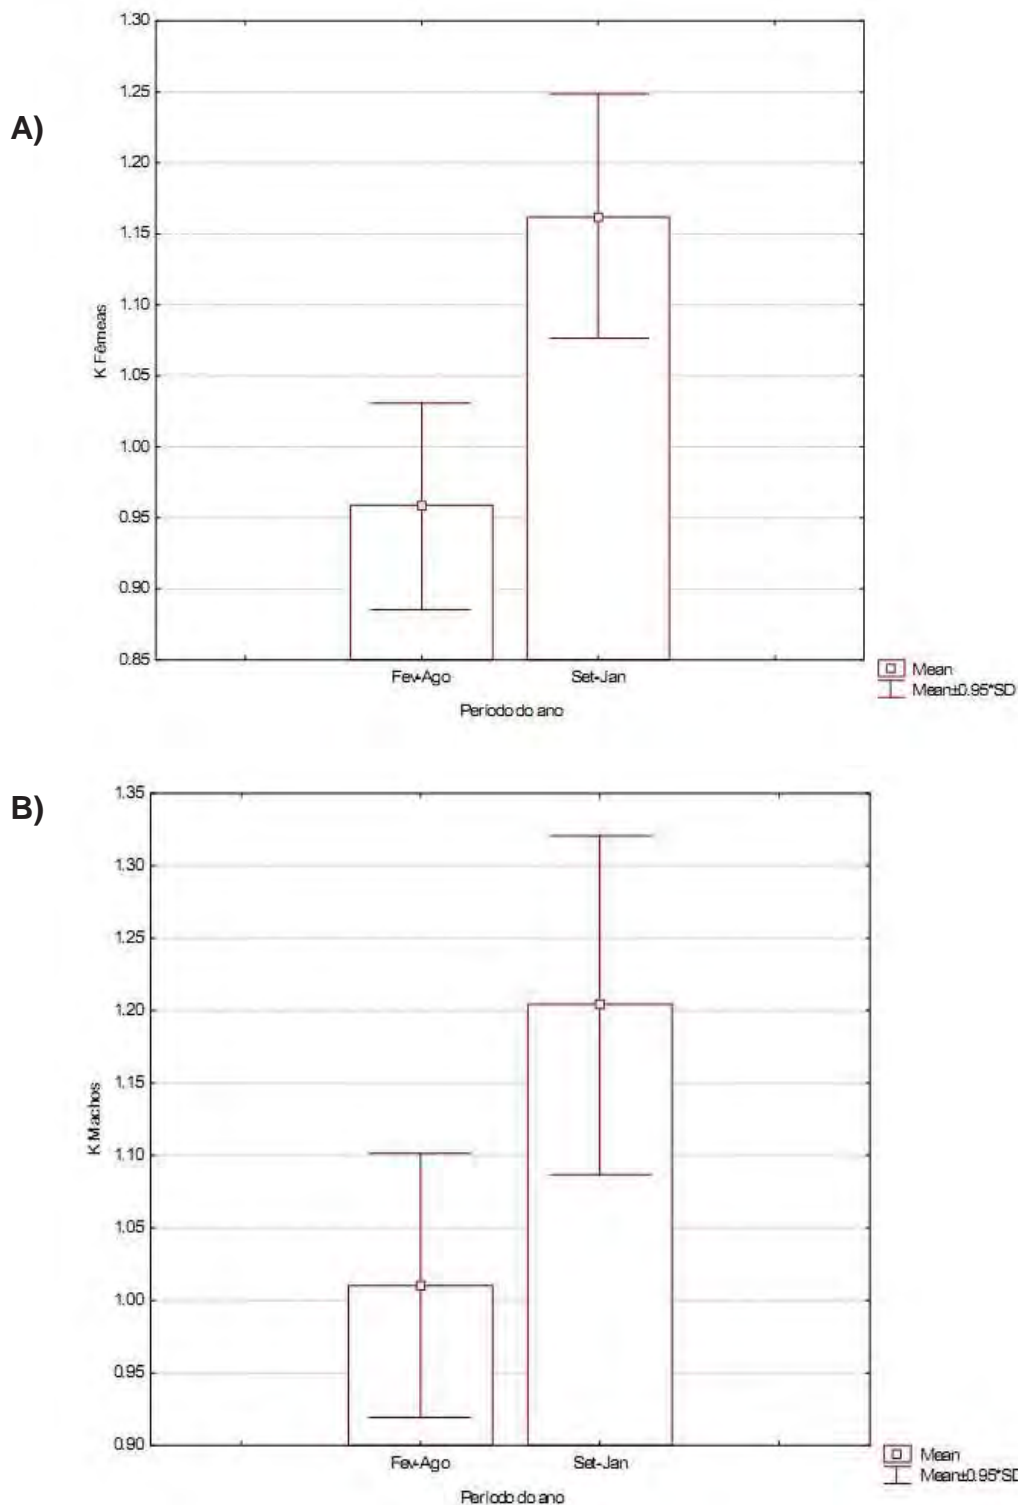 A)
1.30
1.25
1.20
1.15
1.10
1.05
1.00
0.95
0.90
0.85
K Fêmeas
Fev-Ago Set-Jan
Período do ano
Mean
Mean±0.95*SD
B)
1.35
1.30
1.25
1.20
1.15
1.10
1.05
1.00
0.95
0.90
K Machos
Fev-Ago Set-Jan
Período do ano
Mean
Mean±0.95*SD